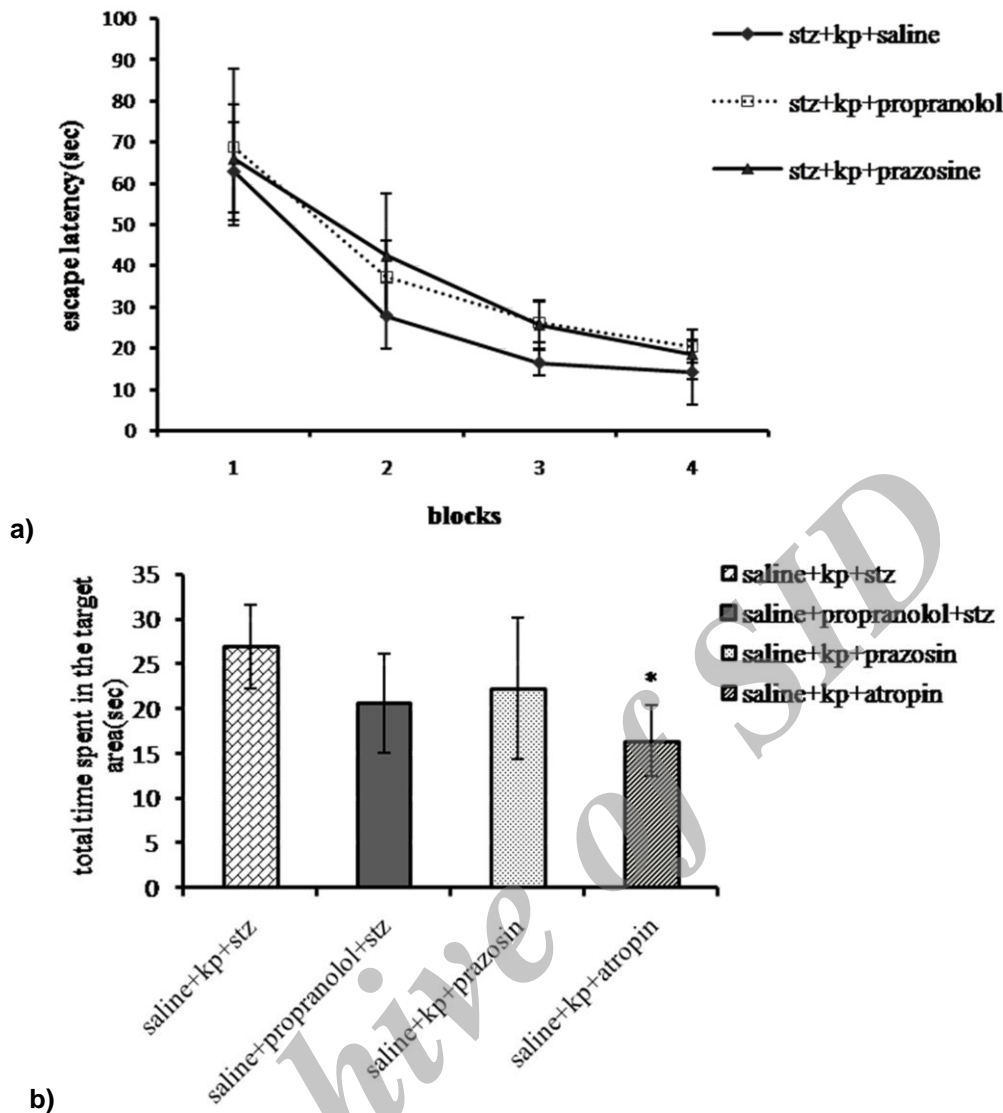 100
90
80
70
60
50
40
30
20
10
0
escape latency(sec)
1 2 3 4
blocks
stz+kp+saline
stz+kp+propranolol
stz+kp+prazosine
a)
35
30
25
20
15
10
5
0
total time spent in the target
area(sec)
*
saline+kp+stz
saline+propranolol+stz
saline+kp+prazosin
saline+kp+atropin
saline+kp+stz
saline+propranolol+stz
saline+kp+prazosin
saline+kp+atropin
b)
hive of SID